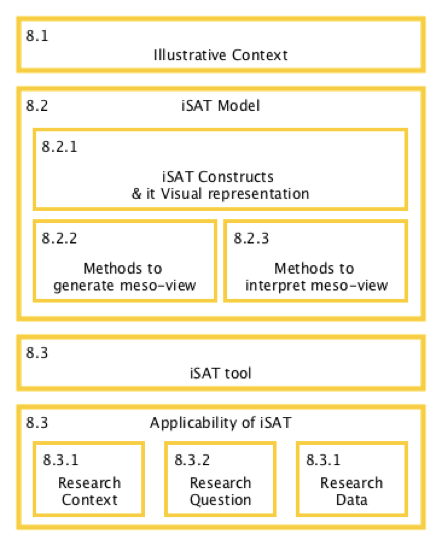 8.1
Illustrative Context
8.2
iSAT Model
8.2.1
iSAT Constructs
& it Visual representation
8.2.2
Methods to
generate meso-view
8.2.3
Methods to
interpret meso-view
8.3
iSAT tool
8.3
Applicability of iSAT
8.3.1
Research
Context
8.3.2
Research
Question
8.3.1
Research
Data